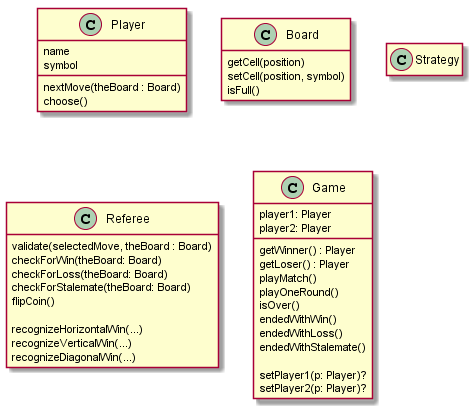 C Player
name
symbol
nextMove(theBoard : Board)
choose()
C Board
getCell(position)
setCell(position, symbol)
isFull()
C Strategy
C Referee
validate(selectedMove, theBoard : Board)
checkForWin(theBoard: Board)
checkForLoss(theBoard: Board)
checkForStalemate(theBoard: Board)
flipCoin()
recognizeHorizontalWin(...)
recognizeVerticalWin(...)
recognizeDiagonalWin(...)
C Game
player1: Player
player2: Player
getWinner() : Player
getLoser() : Player
playMatch()
playOneRound()
isOver()
endedWithWin()
endedWithLoss()
endedWithStalemate()
setPlayer1(p: Player)?
setPlayer2(p: Player)?